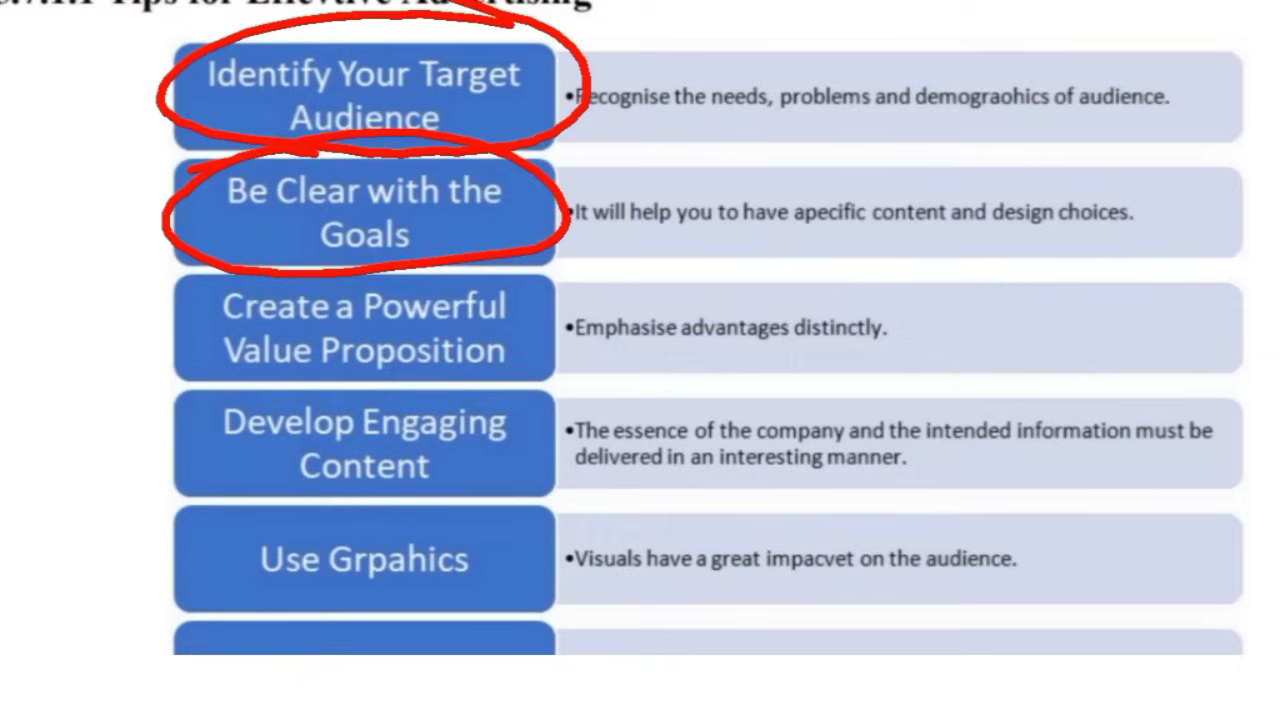 Tips for
Identify Your Target
Audience
•Recognise the needs, problems and demograohics of audience.
Be Clear with the
Goals
•It will help you to have apecific content and design choices.
Create a Powerful
Value Proposition
•Emphasise advantages distinctly.
Develop Engaging
Content
•The essence of the company and the intended information must be
delivered in an interesting manner.
Use Grpahics
•Visuals have a great impacvet on the audience.